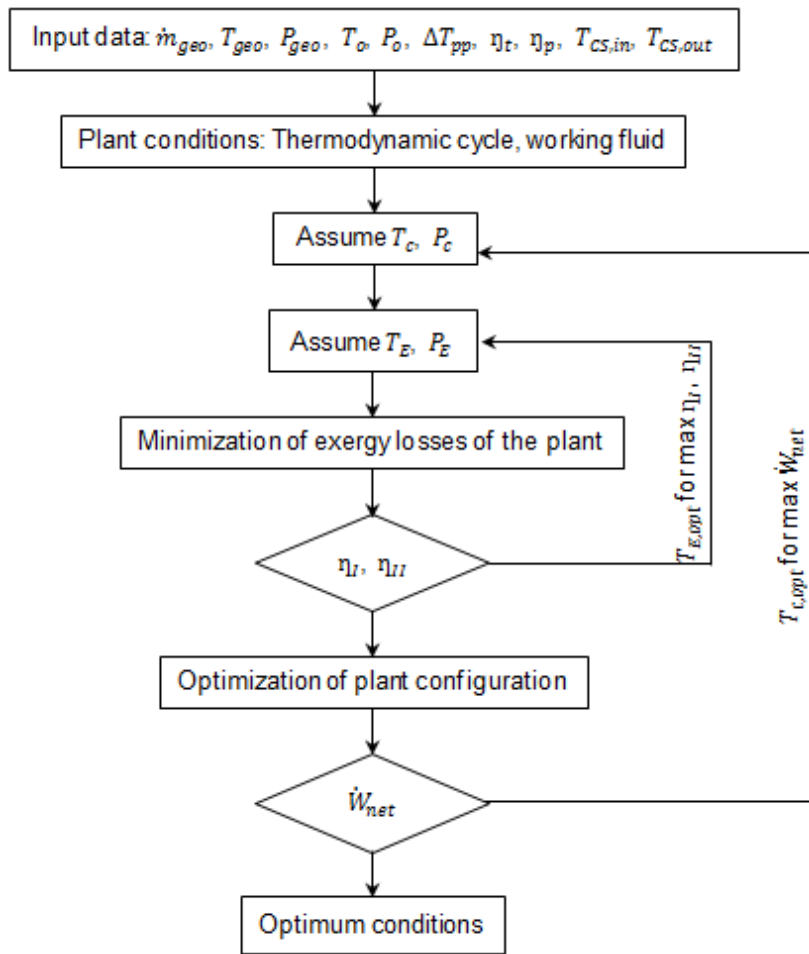 Input data: ṁ_geo, T_geo, P_geo, T_o, P_o, ΔT_pp, η_t, η_p, T_CS,in, T_CS,out
Plant conditions: Thermodynamic cycle, working fluid
Assume T_c, P_c
Assume T_E, P_E
Minimization of exergy losses of the plant
η_I, η_II
T_E,opt for max η_I, η_II
Optimization of plant configuration
Ẇ_net
T_c,opt for max Ẇ_net
Optimum conditions